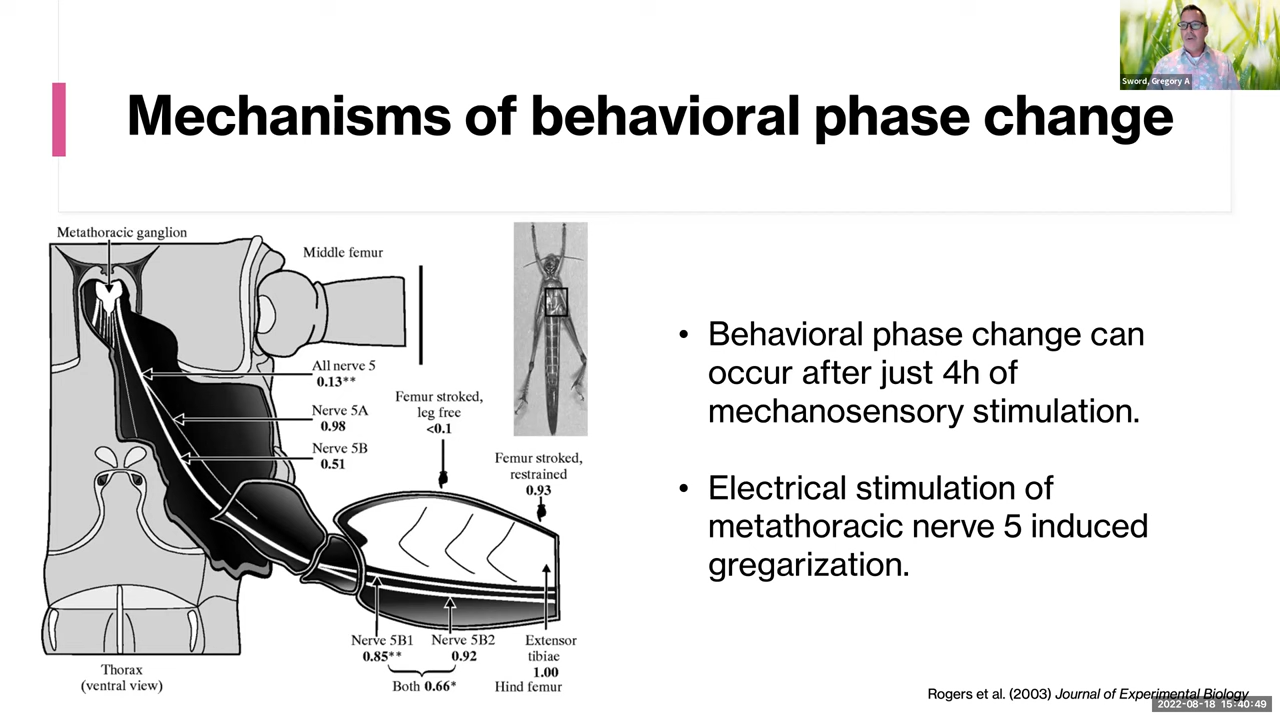 Sword, Gregory A
Mechanisms of behavioral phase change
Metathoracic ganglion
Middle femur
All nerve 5
0.13**
Nerve 5A
0.98
Nerve 5B
0.51
Femur stroked,
leg free
<0.1
Femur stroked,
restrained
0.93
Nerve 5B1
0.85**
Nerve 5B2
0.92
Both 0.66*
Extensor
tibiae
1.00
Hind femur
Thorax
(ventral view)
• Behavioral phase change can
occur after just 4h of
mechanosensory stimulation.
• Electrical stimulation of
metathoracic nerve 5 induced
gregarization.
Rogers et al. (2003) Journal of Experimental Biology
2022-08-18 15:40:49